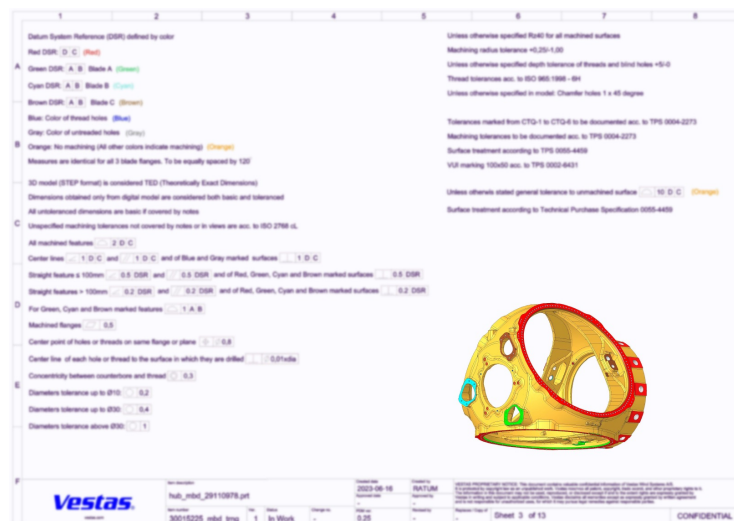 1 2 3 4 5 6 7 8
Datum System Reference (DSR) defined by color
Red DSR: D C (Red)
Green DSR: A B Blade A (Green)
Cyan DSR: A B Blade B (Cyan)
Brown DSR: A B Blade C (Brown)
Blue: Color of thread holes (Blue)
Gray: Color of untreaded holes (Gray)
Orange: No machining (All other colors indicate machining) (Orange)
Measures are identical for all 3 blade flanges. To be equally spaced by 120°
3D model (STEP format) is considered TED (Theoretically Exact Dimensions)
Dimensions obtained only from digital model are considered both basic and toleranced
All untoleranced dimensions are basic if covered by notes
Unspecified machining tolerances not covered by notes or in views are acc. to ISO 2768 cL
All machined features 2 D C
Center lines 1 D C and 1 D C and of Blue and Gray marked surfaces 1 D C
Straight feature ≤ 100mm 0.5 DSR and 0.5 DSR and of Red, Green, Cyan and Brown marked surfaces 0.5 DSR
Straight features > 100mm 0.2 DSR and 0.2 DSR and of Red, Green, Cyan and Brown marked surfaces 0.2 DSR
For Green, Cyan and Brown marked features 1 A B
Machined flanges 0,5
Center point of holes or threads on same flange or plane 0,8
Center line of each hole or thread to the surface in which they are drilled 0,01xdia
Concentricity between counterbore and thread 0,3
Diameters tolerance up to Ø10: 0,2
Diameters tolerance up to Ø30: 0,4
Diameters tolerance above Ø30: 1
Unless otherwise specified Rz40 for all machined surfaces
Machining radius tolerance +0,25/-1,00
Unless otherwise specified depth tolerance of threads and blind holes +5/-0
Thread tolerances acc. to ISO 965:1998 - 6H
Unless otherwise specified in model: Chamfer holes 1 x 45 degree
Tolerances marked from CTQ-1 to CTQ-6 to be documented acc. to TPS 0004-2273
Machining tolerances to be documented acc. to TPS 0004-2273
Surface treatment according to TPS 0055-4459
VUI marking 100x50 acc. to TPS 0002-6431
Unless otherwis stated general tolerance to unmachined surface 10 D C (Orange)
Surface treatment according to Technical Purchase Specification 0055-4459
A
B
C
D
E
F
Vestas.
hub_mbd_29110978.prt
2023-06-16
RATUM
1
In Work
0.25
Sheet 3 of 13
CONFIDENTIAL